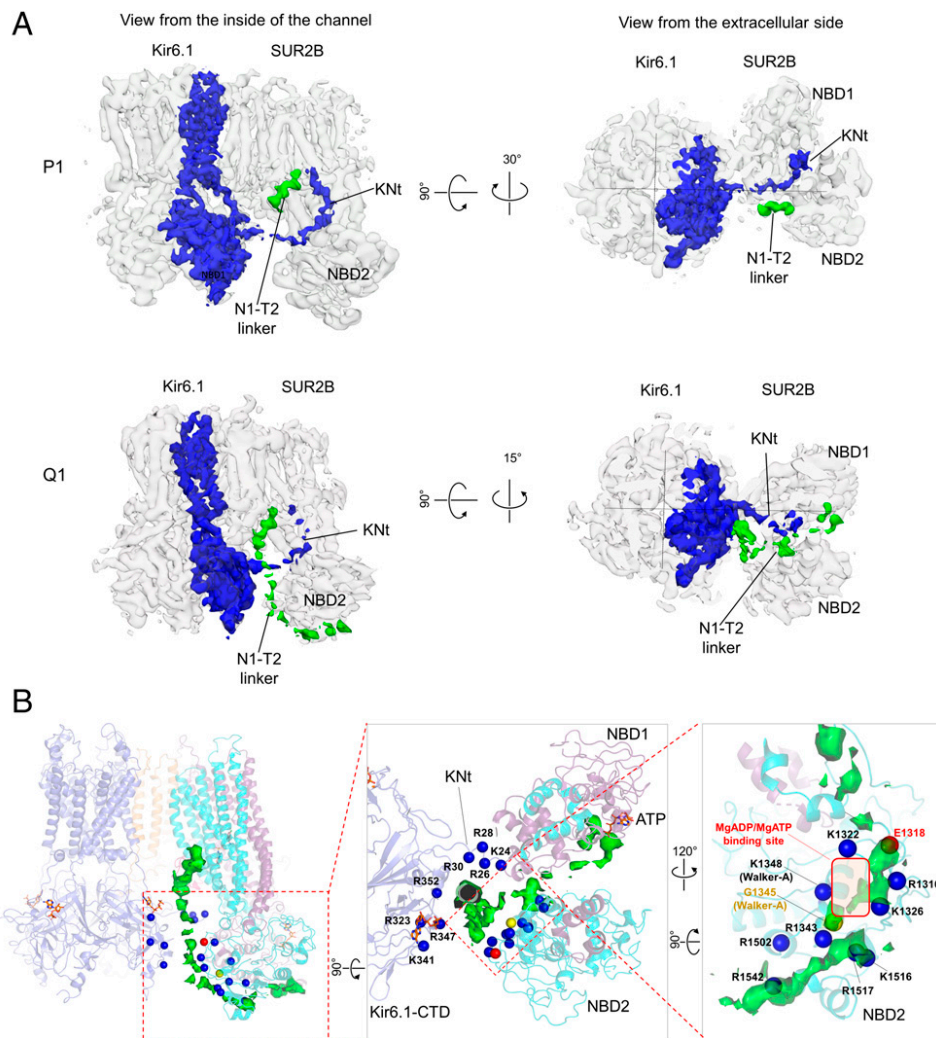 A
View from the inside of the channel
View from the extracellular side
Kir6.1
SUR2B
Kir6.1
SUR2B
NBD1
KNt
P1
30°
KNt
90°
NBD1
NBD2
N1-T2
linker
N1-T2
linker
NBD2
Kir6.1
SUR2B
Kir6.1
SUR2B
KNt
NBD1
Q1
15°
KNt
90°
NBD2
N1-T2
linker
N1-T2
linker
NBD2
B
NBD1
KNt
ATP
R28
K24
R30
R26
R352
R323
R347
K341
90°
Kir6.1-CTD
NBD2
120°
90°
MgADP/MgATP
binding site
K1322
E1318
K1348
(Walker-A)
R1316
G1345
(Walker-A)
K1326
R1343
R1502
K1516
R1542
R1517
NBD2